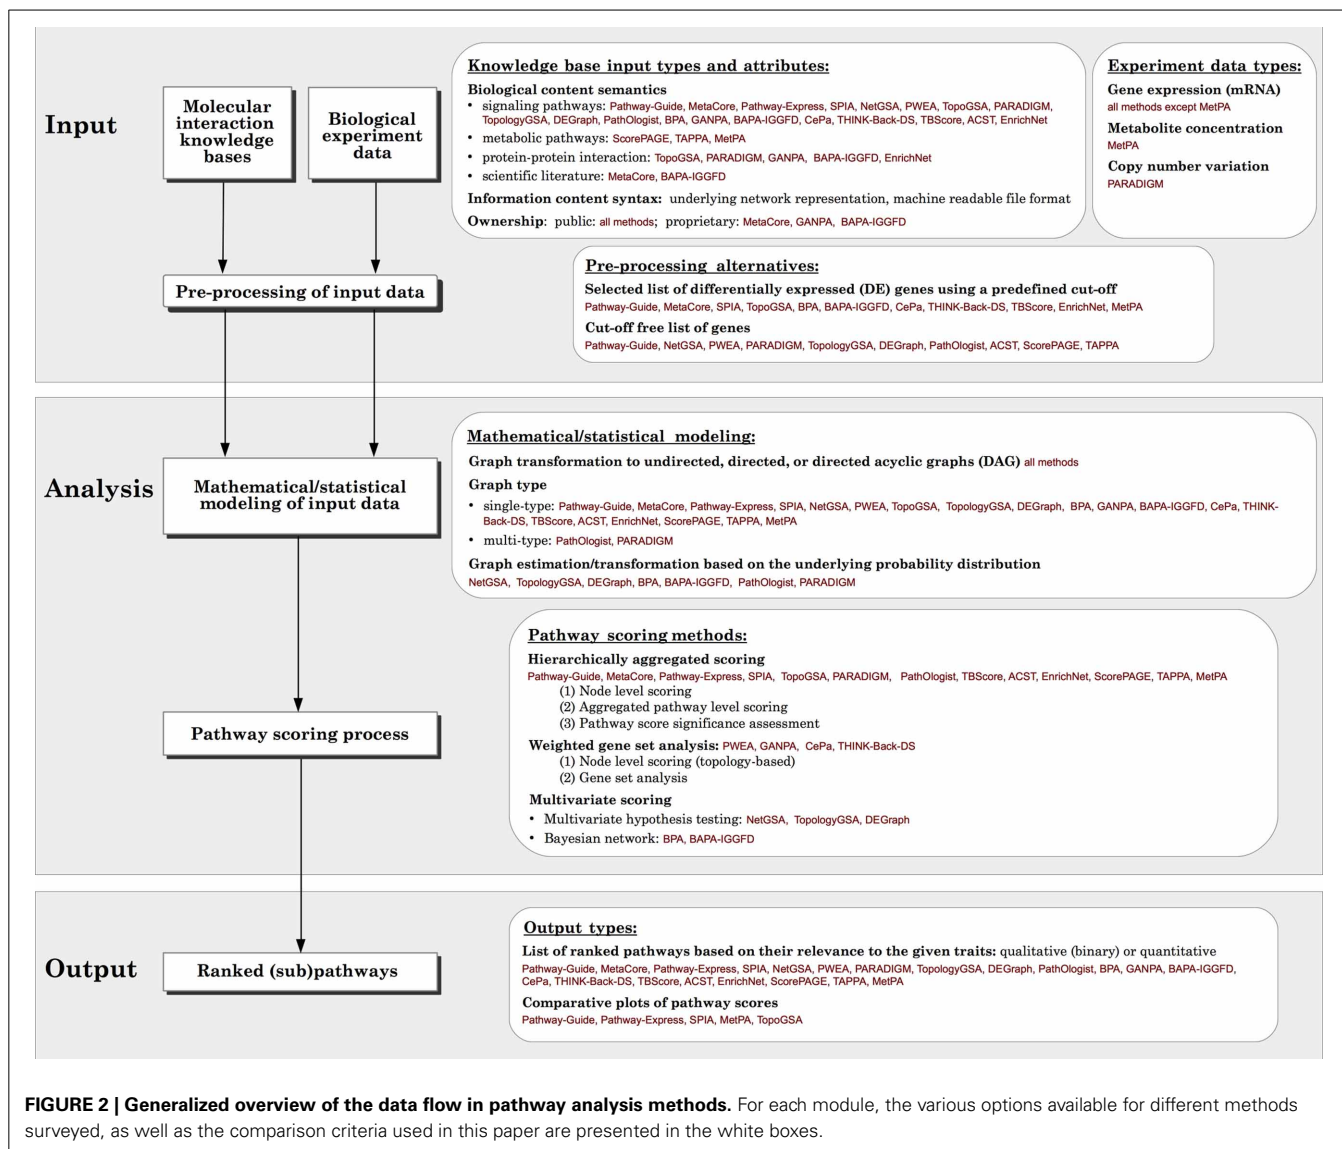 Input
Molecular
interaction
knowledge
bases
Biological
experiment
data
Knowledge base input types and attributes:
Biological content semantics
• signaling pathways: Pathway-Guide, MetaCore, Pathway-Express, SPIA, NetGSA, PWEA, TopoGSA, PARADIGM,
TopologyGSA, DEGraph, PathOlogist, BPA, GANPA, BAPA-IGGFD, CePa, THINK-Back-DS, TBScore, ACST, EnrichNet
• metabolic pathways: ScorePAGE, TAPPA, MetPA
• protein-protein interaction: TopoGSA, PARADIGM, GANPA, BAPA-IGGFD, EnrichNet
• scientific literature: MetaCore, BAPA-IGGFD
Information content syntax: underlying network representation, machine readable file format
Ownership: public: all methods; proprietary: MetaCore, GANPA, BAPA-IGGFD
Experiment data types:
Gene expression (mRNA)
all methods except MetPA
Metabolite concentration
MetPA
Copy number variation
PARADIGM
Pre-processing of input data
Pre-processing alternatives:
Selected list of differentially expressed (DE) genes using a predefined cut-off
Pathway-Guide, MetaCore, SPIA, TopoGSA, BPA, BAPA-IGGFD, CePa, THINK-Back-DS, TBScore, EnrichNet, MetPA
Cut-off free list of genes
Pathway-Guide, NetGSA, PWEA, PARADIGM, TopologyGSA, DEGraph, PathOlogist, ACST, ScorePAGE, TAPPA
Analysis
Mathematical/statistical
modeling of input data
Mathematical/statistical modeling:
Graph transformation to undirected, directed, or directed acyclic graphs (DAG) all methods
Graph type
• single-type: Pathway-Guide, MetaCore, Pathway-Express, SPIA, NetGSA, PWEA, TopoGSA, TopologyGSA, DEGraph, BPA, GANPA, BAPA-IGGFD, CePa, THINK-
Back-DS, TBScore, ACST, EnrichNet, ScorePAGE, TAPPA, MetPA
• multi-type: PathOlogist, PARADIGM
Graph estimation/transformation based on the underlying probability distribution
NetGSA, TopologyGSA, DEGraph, BPA, BAPA-IGGFD, PathOlogist, PARADIGM
Pathway scoring process
Pathway scoring methods:
Hierarchically aggregated scoring
Pathway-Guide, MetaCore, Pathway-Express, SPIA, TopoGSA, PARADIGM, PathOlogist, TBScore, ACST, EnrichNet, ScorePAGE, TAPPA, MetPA
(1) Node level scoring
(2) Aggregated pathway level scoring
(3) Pathway score significance assessment
Weighted gene set analysis: PWEA, GANPA, CePa, THINK-Back-DS
(1) Node level scoring (topology-based)
(2) Gene set analysis
Multivariate scoring
• Multivariate hypothesis testing: NetGSA, TopologyGSA, DEGraph
• Bayesian network: BPA, BAPA-IGGFD
Output
Ranked (sub)pathways
Output types:
List of ranked pathways based on their relevance to the given traits: qualitative (binary) or quantitative
Pathway-Guide, MetaCore, Pathway-Express, SPIA, NetGSA, PWEA, PARADIGM, TopologyGSA, DEGraph, PathOlogist, BPA, GANPA, BAPA-IGGFD,
CePa, THINK-Back-DS, TBScore, ACST, EnrichNet, ScorePAGE, TAPPA, MetPA
Comparative plots of pathway scores
Pathway-Guide, Pathway-Express, SPIA, MetPA, TopoGSA
FIGURE 2 | Generalized overview of the data flow in pathway analysis methods. For each module, the various options available for different methods
surveyed, as well as the comparison criteria used in this paper are presented in the white boxes.